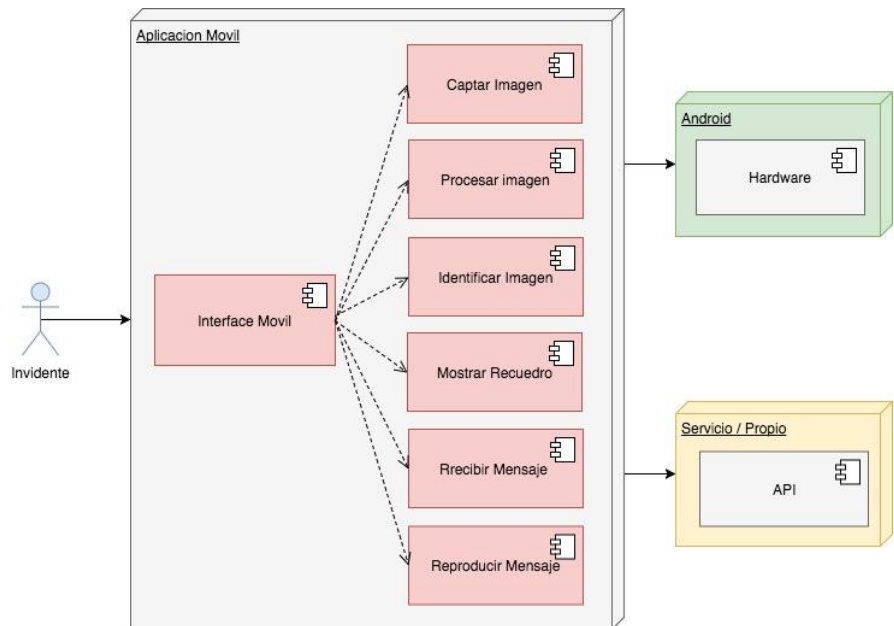 Aplicacion Movil
Captar Imagen
Procesar imagen
Identificar Imagen
Interface Movil
Mostrar Recuedro
Rrecibir Mensaje
Reproducir Mensaje
Invidente
Android
Hardware
Servicio / Propio
API